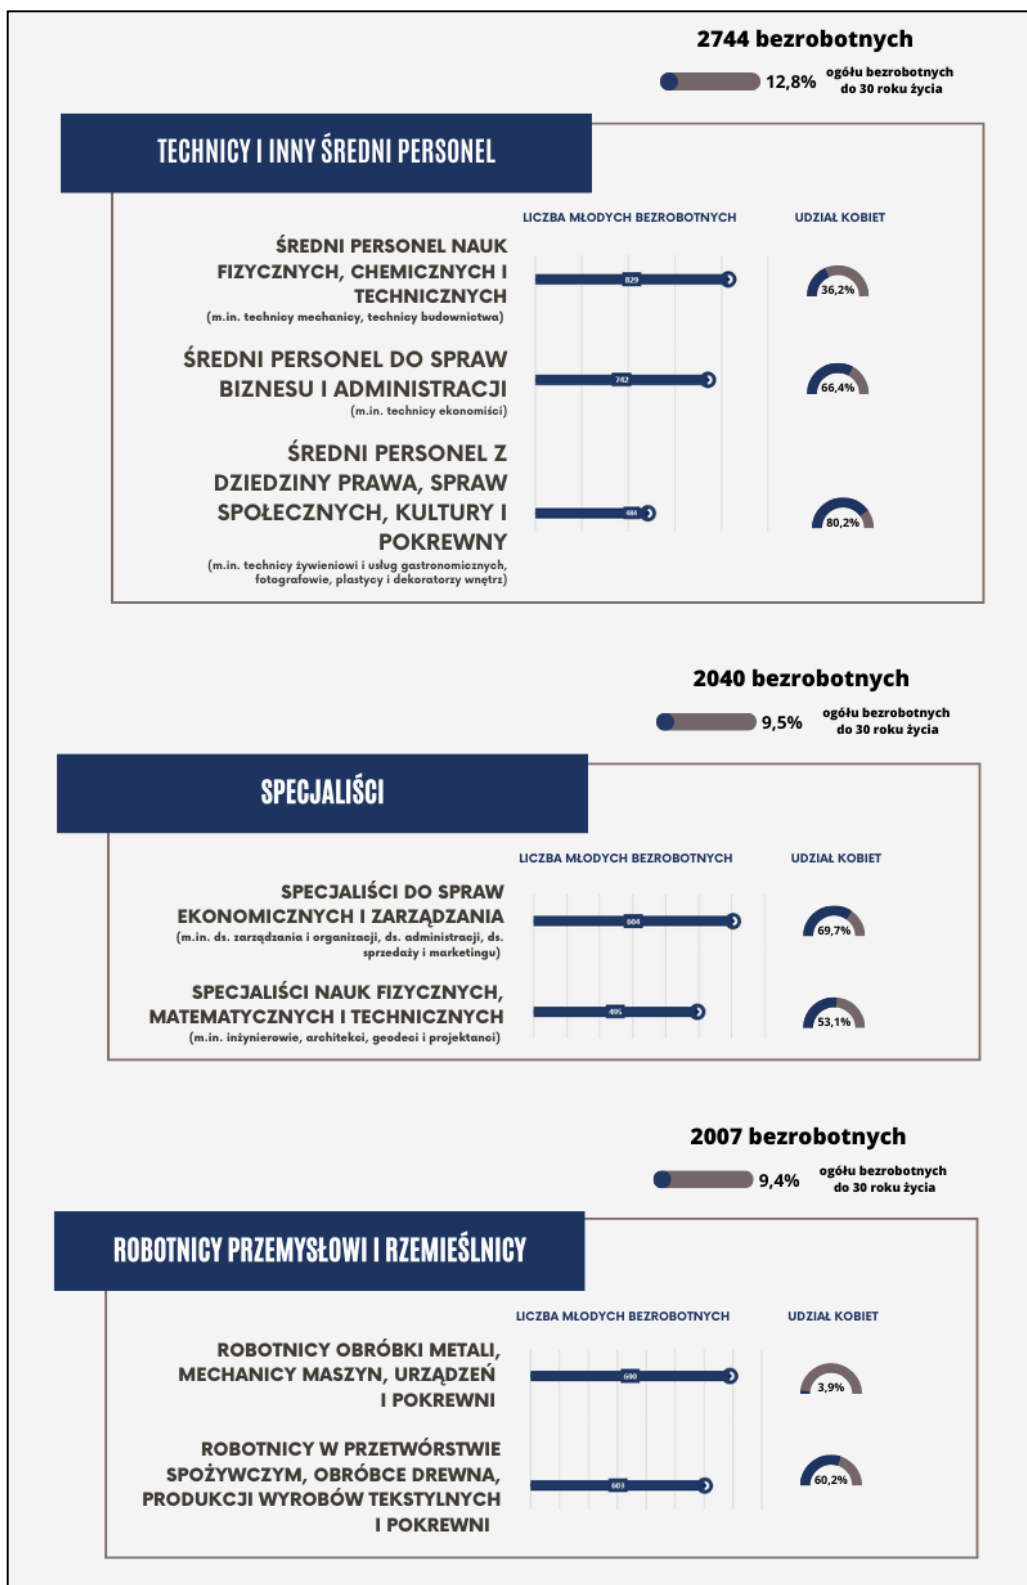 2744 bezrobotnych
12,8%
ogółu bezrobotnych
do 30 roku życia
TECHNICY I INNY ŚREDNI PERSONEL
LICZBA MŁODYCH BEZROBOTNYCH
UDZIAŁ KOBIET
ŚREDNI PERSONEL NAUK
FIZYCZNYCH, CHEMICZNYCH I
TECHNICZNYCH
(m.in. technicy mechanicy, technicy budownictwa)
829
36,2%
ŚREDNI PERSONEL DO SPRAW
BIZNESU I ADMINISTRACJI
(m.in. technicy ekonomiści)
742
66,4%
ŚREDNI PERSONEL Z
DZIEDZINY PRAWA, SPRAW
SPOŁECZNYCH, KULTURY I
POKREWNY
(m.in. technicy żywieniowi i usług gastronomicznych,
fotografowie, plastycy i dekoratorzy wnętrz)
484
80,2%
2040 bezrobotnych
9,5%
ogółu bezrobotnych
do 30 roku życia
SPECJALIŚCI
LICZBA MŁODYCH BEZROBOTNYCH
UDZIAŁ KOBIET
SPECJALIŚCI DO SPRAW
EKONOMICZNYCH I ZARZĄDZANIA
(m.in. ds. zarządzania i organizacji, ds. administracji, ds.
sprzedaży i marketingu)
604
69,7%
SPECJALIŚCI NAUK FIZYCZNYCH,
MATEMATYCZNYCH I TECHNICZNYCH
(m.in. inżynierowie, architekci, geodeci i projektanci)
495
53,1%
2007 bezrobotnych
9,4%
ogółu bezrobotnych
do 30 roku życia
ROBOTNICY PRZEMYSŁOWI I RZEMIEŚLNICY
LICZBA MŁODYCH BEZROBOTNYCH
UDZIAŁ KOBIET
ROBOTNICY OBRÓBKI METALI,
MECHANICY MASZYN, URZĄDZEŃ
I POKREWNI
690
3,9%
ROBOTNICY W PRZETWÓRSTWIE
SPOŻYWCZYM, OBRÓBCE DREWNA,
PRODUKCJI WYROBÓW TEKSTYLNYCH
I POKREWNI
603
60,2%